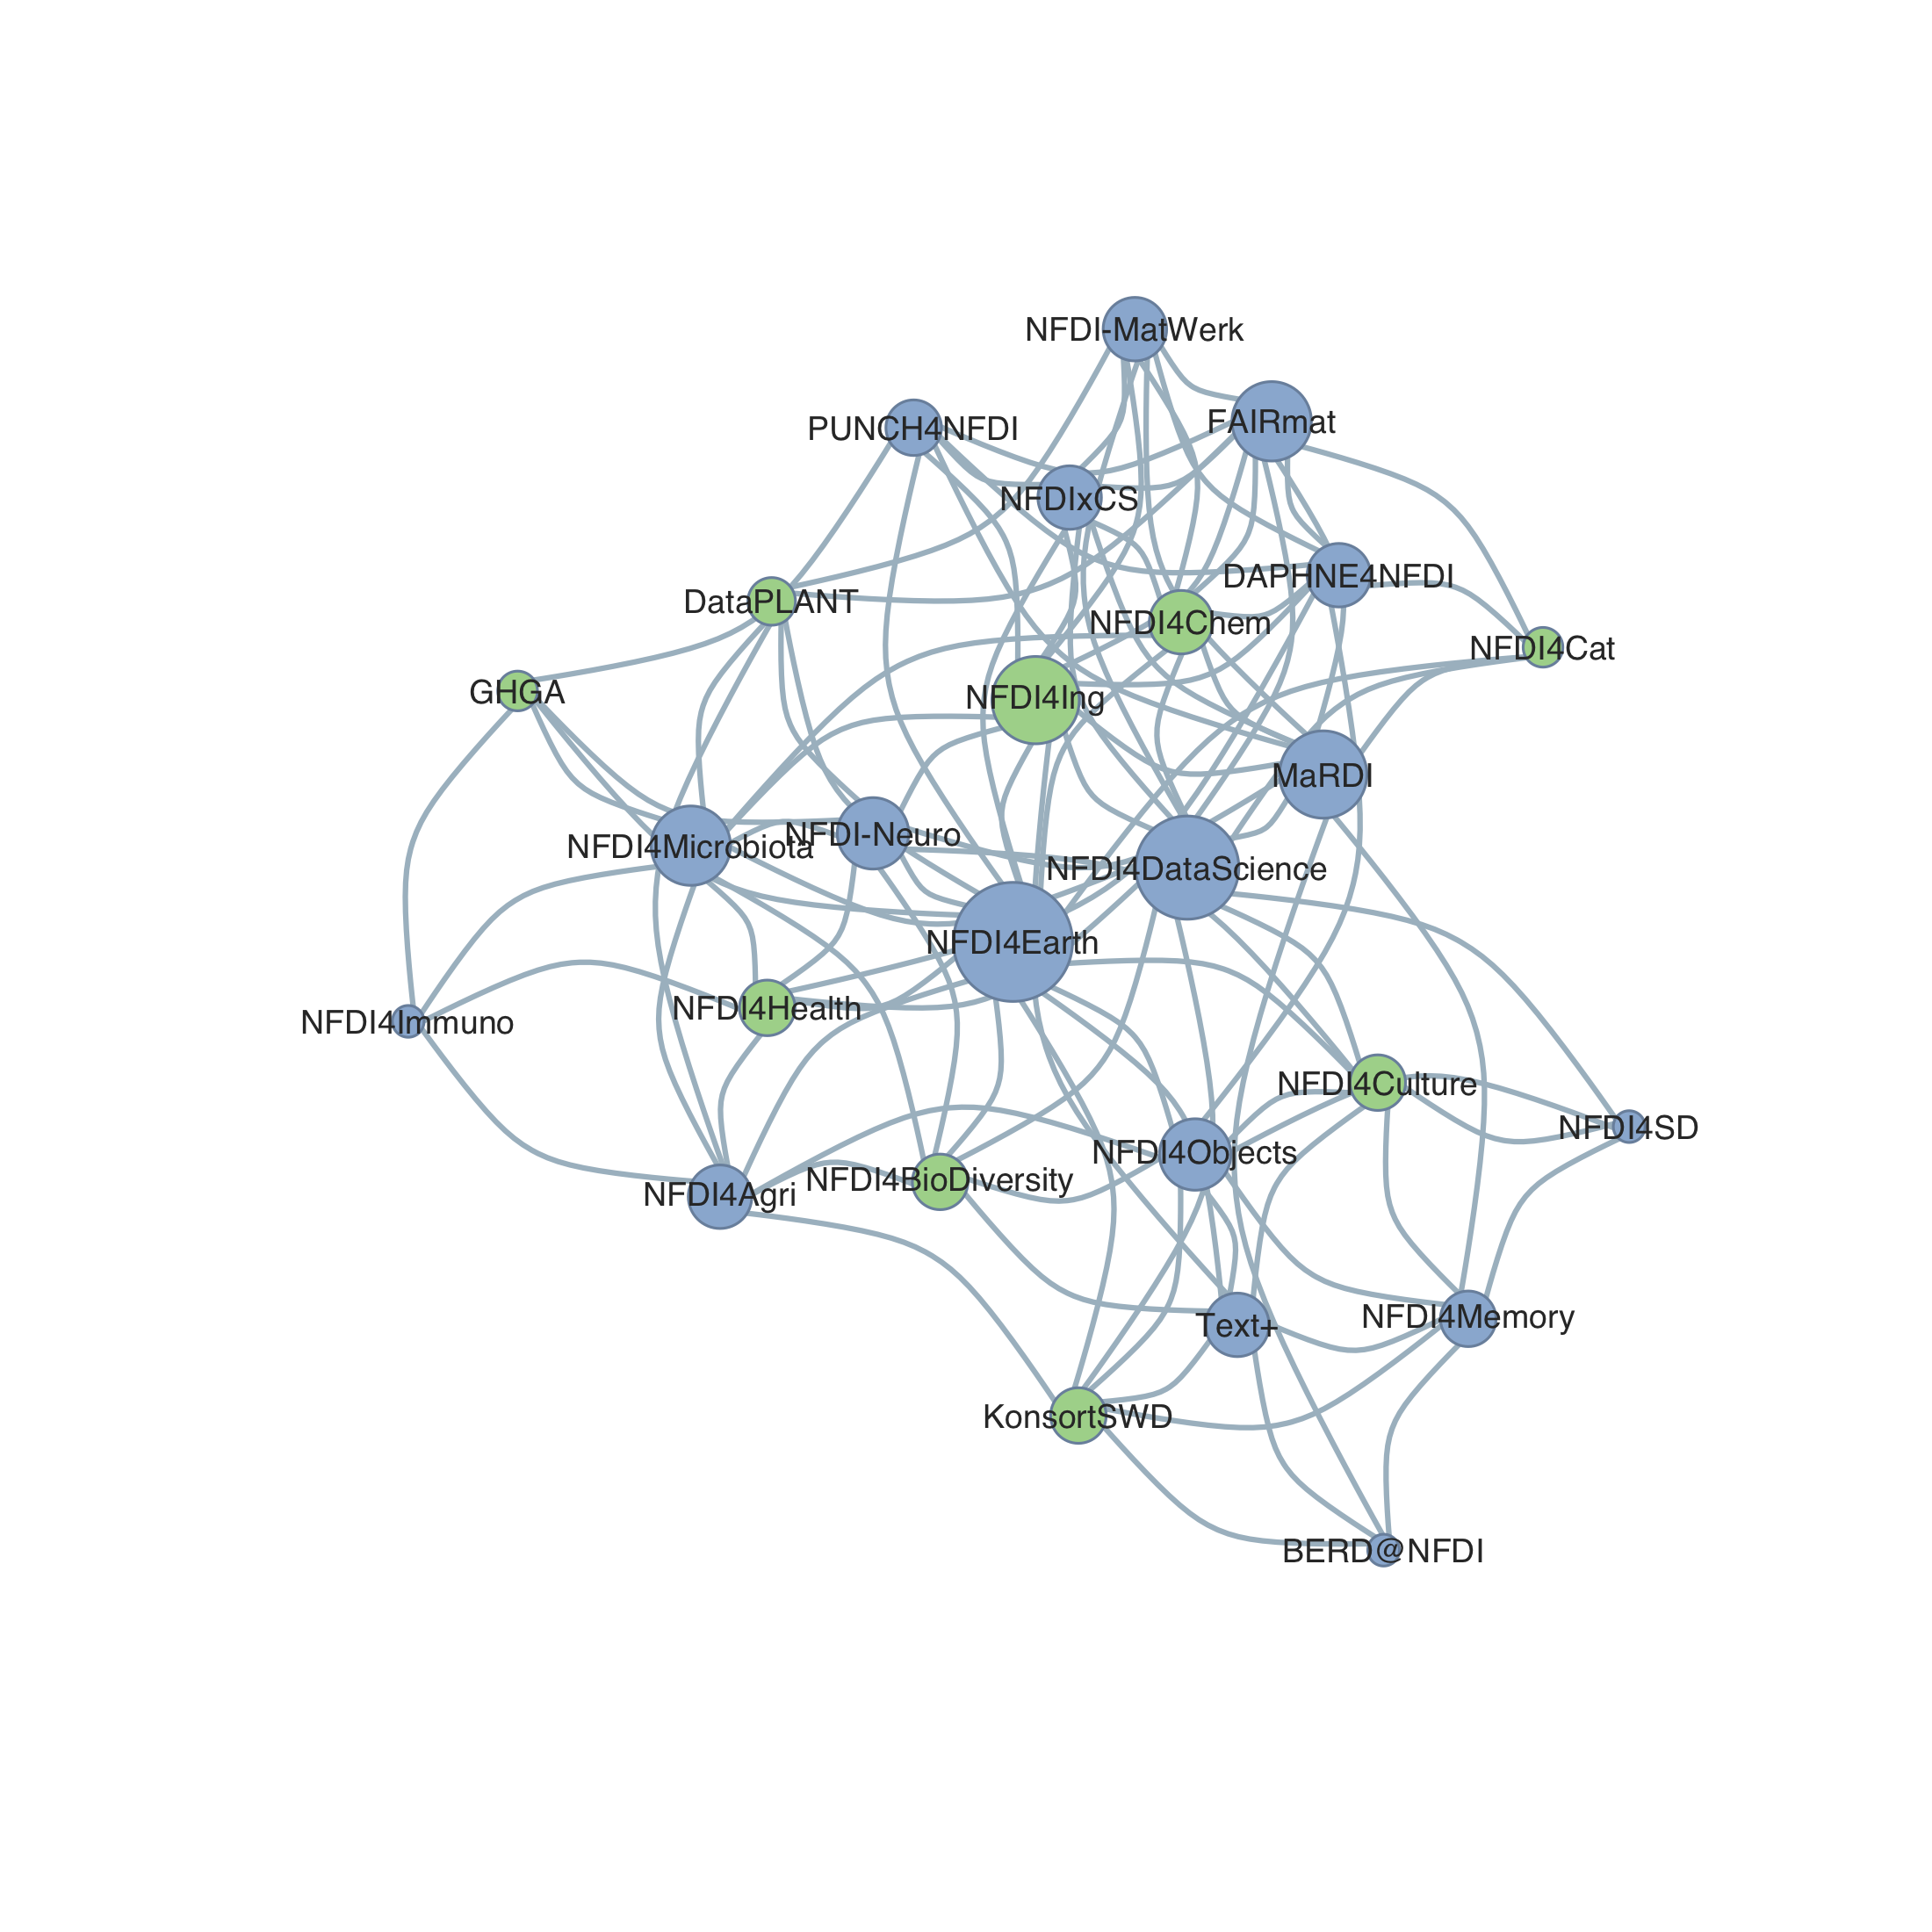 NFDI-MatWerk
FAIRmat
PUNCH4NFDI
NFDIxCS
DAPHNE4NFDI
DataPLANT
NFDI4Chem
NFDI4Cat
GHGA
NFDI4Ing
MaRDI
NFDI-Neuro
NFDI4Microbiota
NFDI4DataScience
NFDI4Earth
NFDI4Health
NFDI4Immuno
NFDI4Culture
NFDI4SD
NFDI4Objects
NFDI4BioDiversity
NFDI4Agri
NFDI4Memory
Text+
KonsortSWD
BERD@NFDI